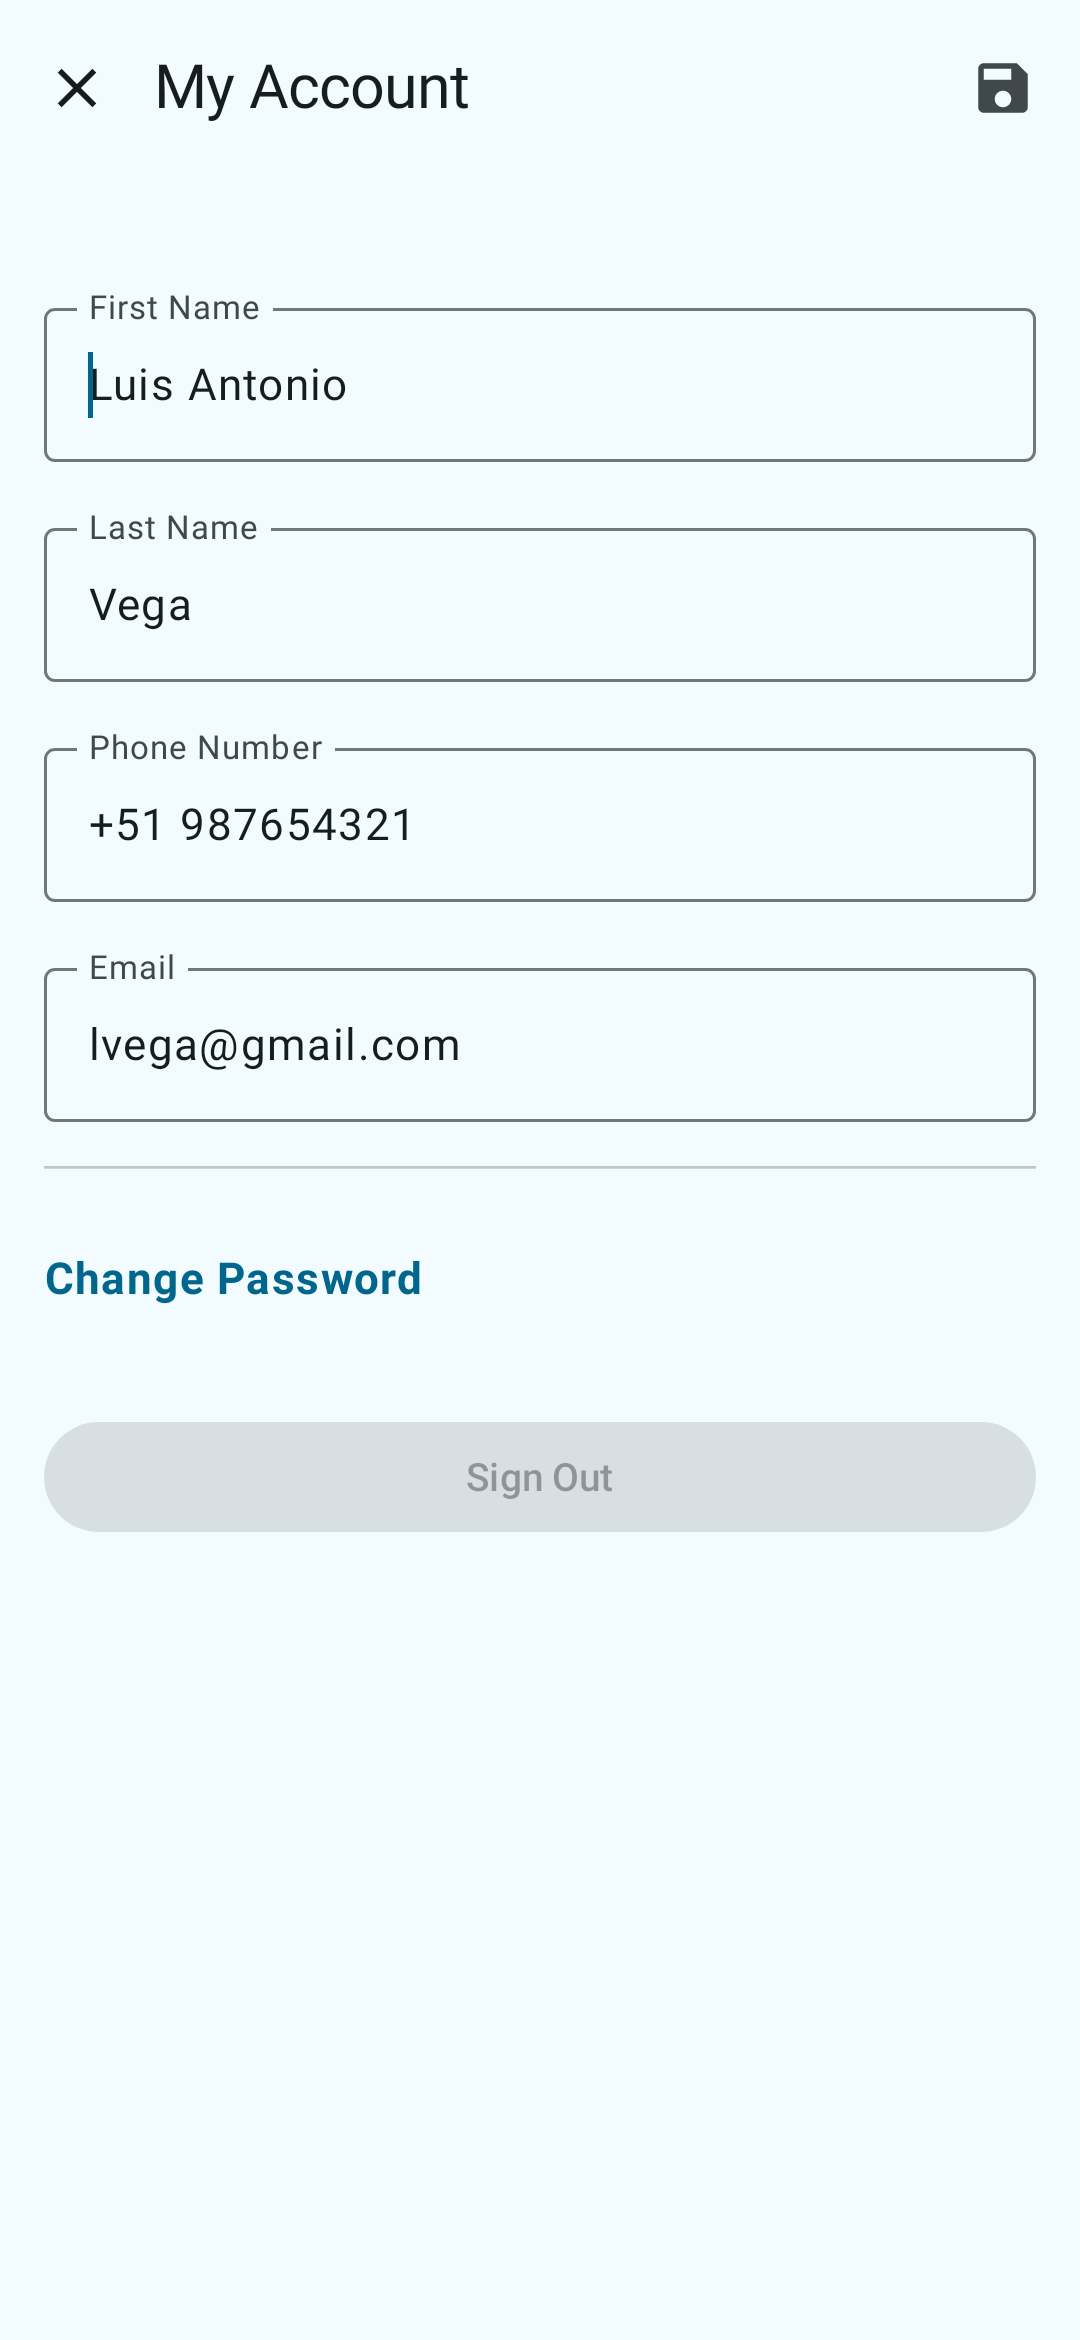 My Account
First Name
Luis Antonio
Last Name
Vega
Phone Number
+51 987654321
Email
lvega@gmail.com
Change Password
Sign Out